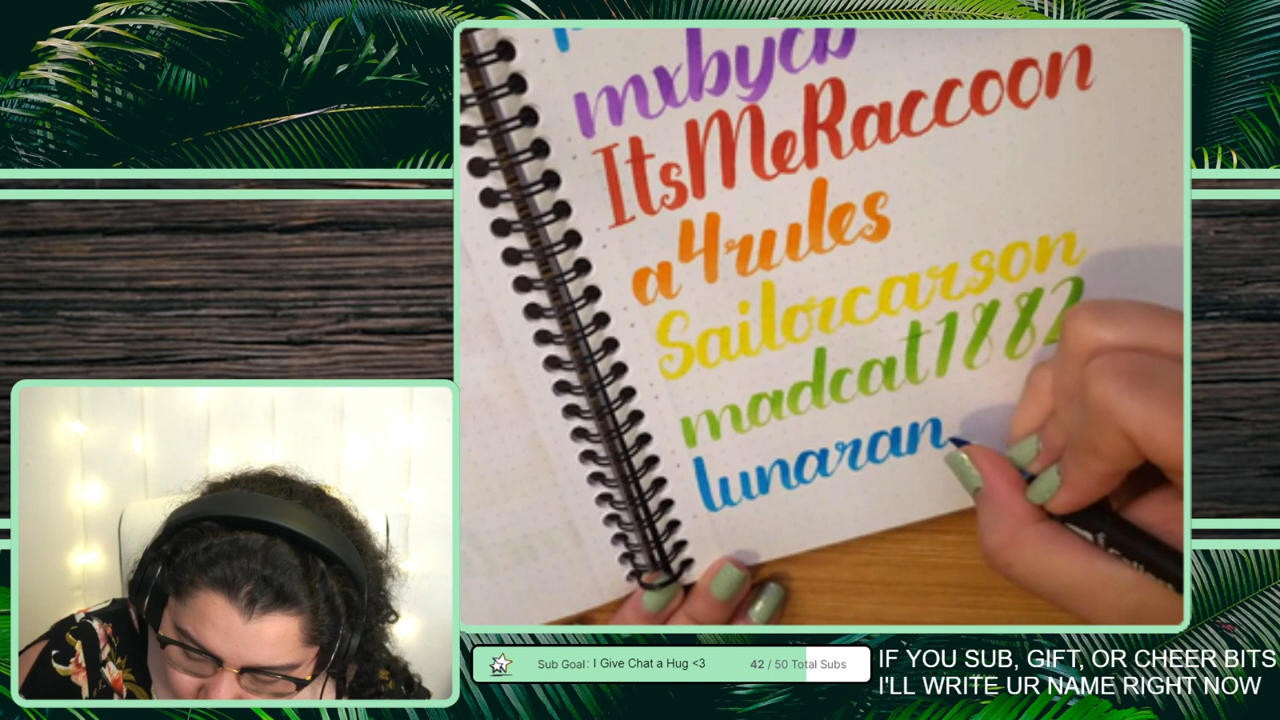 mxbycb
ItsMeRaccoon
a4rules
Sailorcarson
madcat1882
lunaran
Sub Goal: I Give Chat a Hug <3
42 / 50 Total Subs
IF YOU SUB, GIFT, OR CHEER BITS
I'LL WRITE UR NAME RIGHT NOW